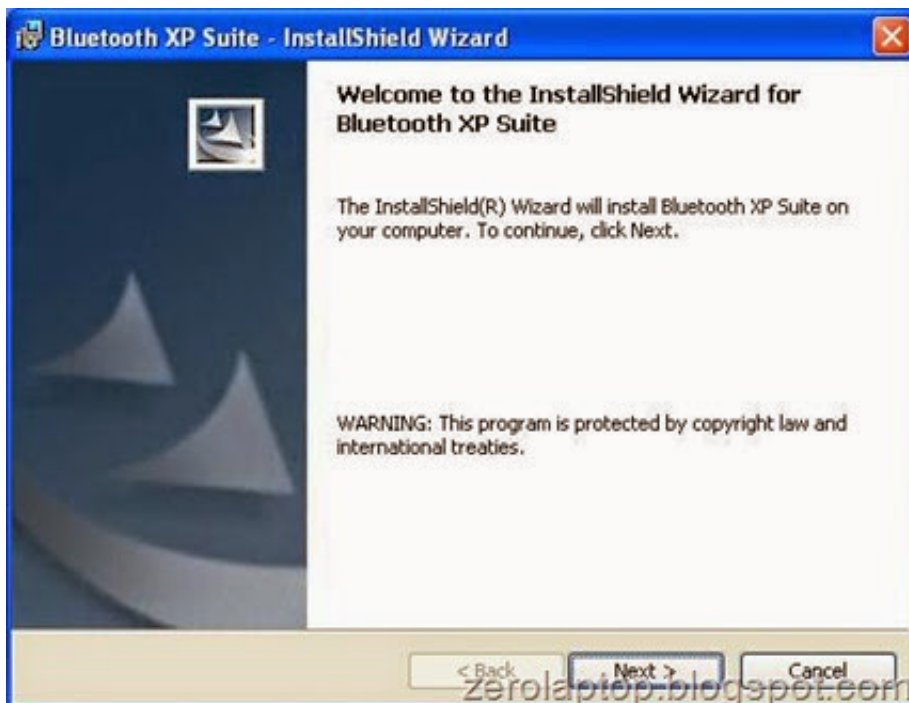 Bluetooth XP Suite - InstallShield Wizard
Welcome to the InstallShield Wizard for
Bluetooth XP Suite
The InstallShield(R) Wizard will install Bluetooth XP Suite on
your computer. To continue, click Next.
WARNING: This program is protected by copyright law and
international treaties.
< Back Next > Cancel
zerolaptop.blogspot.com